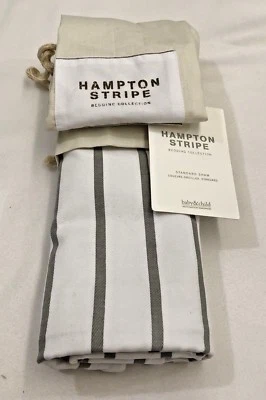 HAMPTON
STRIPE
BEDDING COLLECTION
HAMPTON
STRIPE
BEDDING COLLECTION
STANDARD SHAM
baby&child